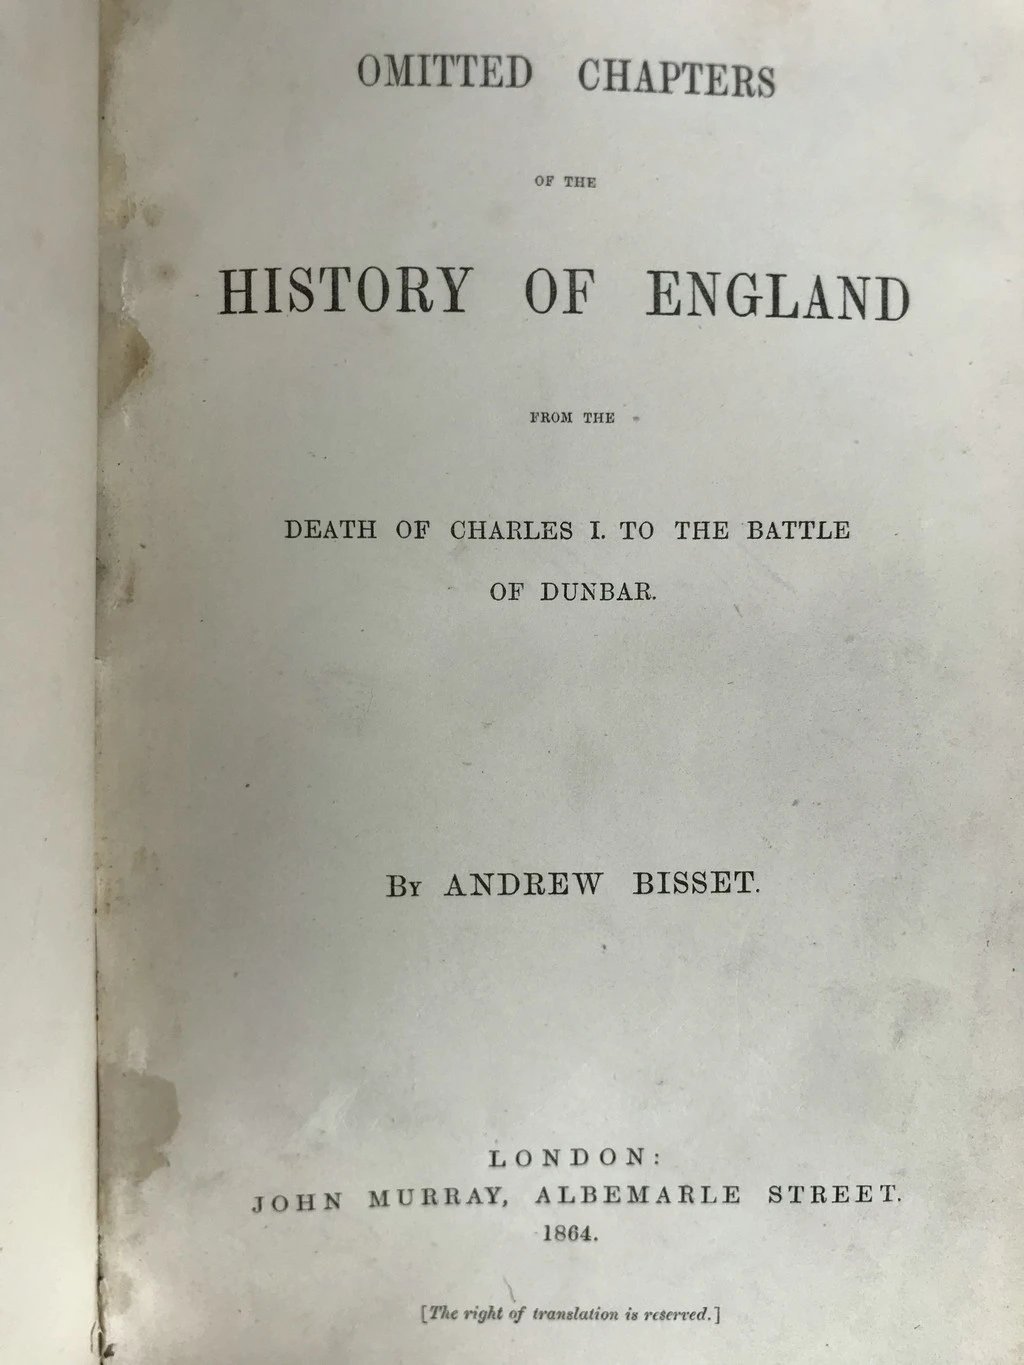 OMITTED CHAPTERS
OF THE
HISTORY OF ENGLAND
FROM THE
DEATH OF CHARLES I. TO THE BATTLE
OF DUNBAR.
By ANDREW BISSET.
LONDON:
JOHN MURRAY, ALBEMARLE STREET.
1864.
[The right of translation is reserved.]